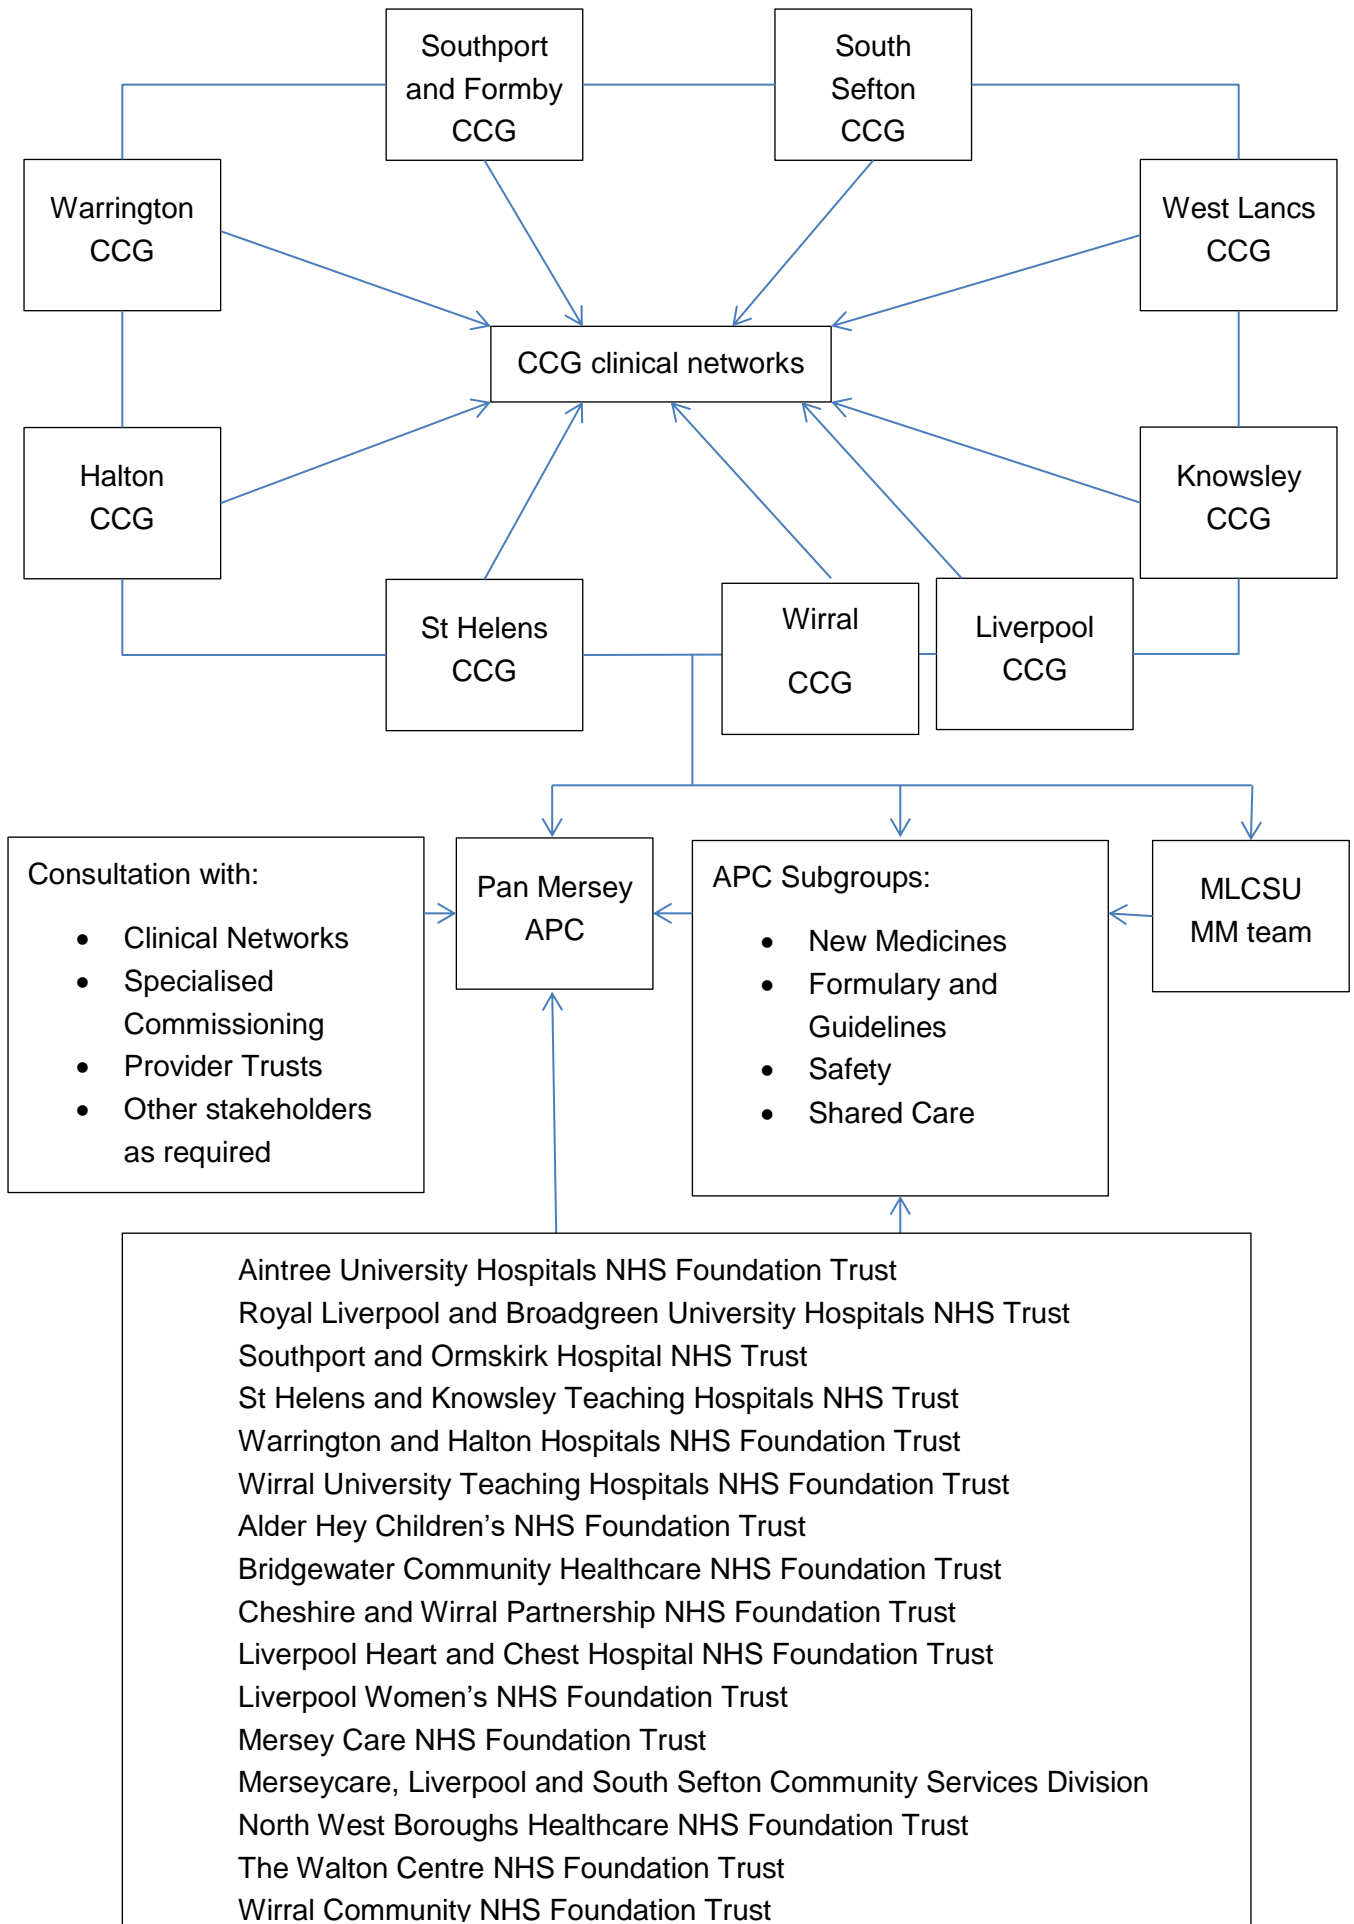 Southport
and Formby
CCG
South
Sefton
CCG
Warrington
CCG
West Lancs
CCG
CCG clinical networks
Halton
CCG
Knowsley
CCG
St Helens
CCG
Wirral
CCG
Liverpool
CCG
Consultation with:
• Clinical Networks
• Specialised
Commissioning
• Provider Trusts
• Other stakeholders
as required
Pan Mersey
APC
APC Subgroups:
• New Medicines
• Formulary and
Guidelines
• Safety
• Shared Care
MLCSU
MM team
Aintree University Hospitals NHS Foundation Trust
Royal Liverpool and Broadgreen University Hospitals NHS Trust
Southport and Ormskirk Hospital NHS Trust
St Helens and Knowsley Teaching Hospitals NHS Trust
Warrington and Halton Hospitals NHS Foundation Trust
Wirral University Teaching Hospitals NHS Foundation Trust
Alder Hey Children’s NHS Foundation Trust
Bridgewater Community Healthcare NHS Foundation Trust
Cheshire and Wirral Partnership NHS Foundation Trust
Liverpool Heart and Chest Hospital NHS Foundation Trust
Liverpool Women’s NHS Foundation Trust
Mersey Care NHS Foundation Trust
Merseycare, Liverpool and South Sefton Community Services Division
North West Boroughs Healthcare NHS Foundation Trust
The Walton Centre NHS Foundation Trust
Wirral Community NHS Foundation Trust